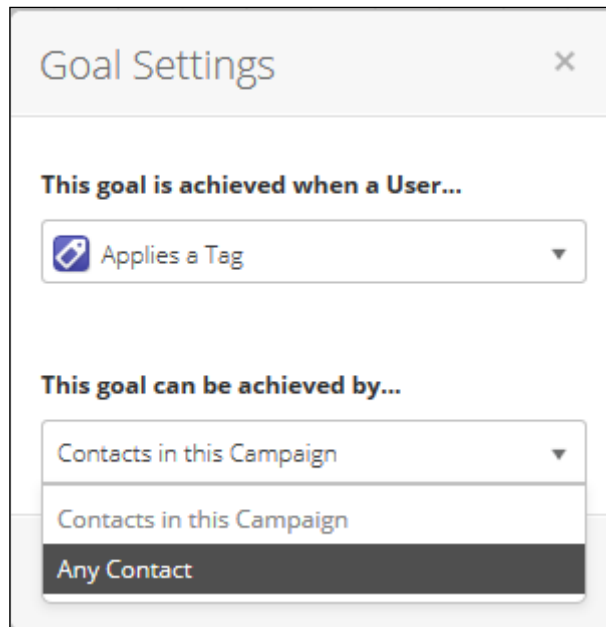 Goal Settings ×
This goal is achieved when a User...
Applies a Tag
This goal can be achieved by...
Contacts in this Campaign
Contacts in this Campaign
Any Contact